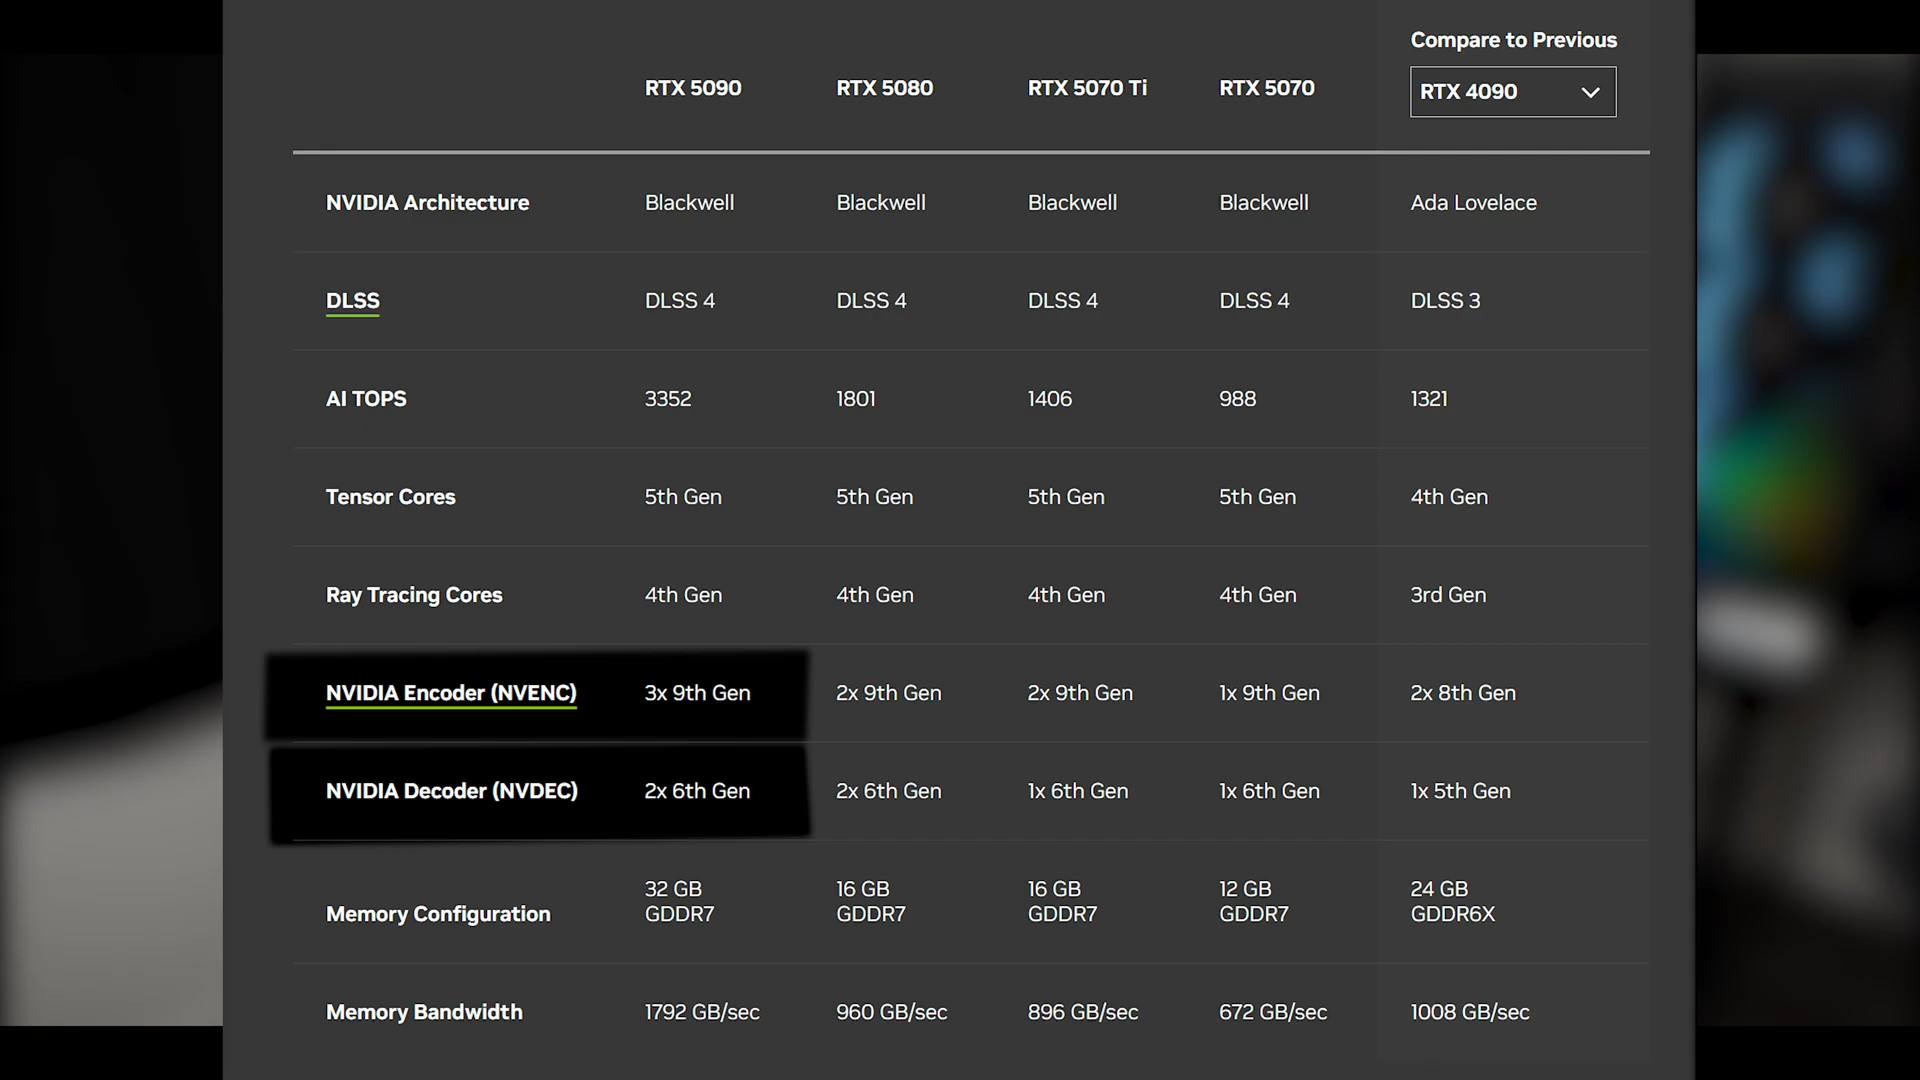 Compare to Previous
RTX 5090 RTX 5080 RTX 5070 Ti RTX 5070 RTX 4090
NVIDIA Architecture Blackwell Blackwell Blackwell Blackwell Ada Lovelace
DLSS DLSS 4 DLSS 4 DLSS 4 DLSS 4 DLSS 3
AI TOPS 3352 1801 1406 988 1321
Tensor Cores 5th Gen 5th Gen 5th Gen 5th Gen 4th Gen
Ray Tracing Cores 4th Gen 4th Gen 4th Gen 4th Gen 3rd Gen
NVIDIA Encoder (NVENC) 3x 9th Gen 2x 9th Gen 2x 9th Gen 1x 9th Gen 2x 8th Gen
NVIDIA Decoder (NVDEC) 2x 6th Gen 2x 6th Gen 1x 6th Gen 1x 6th Gen 1x 5th Gen
32 GB 16 GB 16 GB 12 GB 24 GB
Memory Configuration GDDR7 GDDR7 GDDR7 GDDR7 GDDR6X
Memory Bandwidth 1792 GB/sec 960 GB/sec 896 GB/sec 672 GB/sec 1008 GB/sec